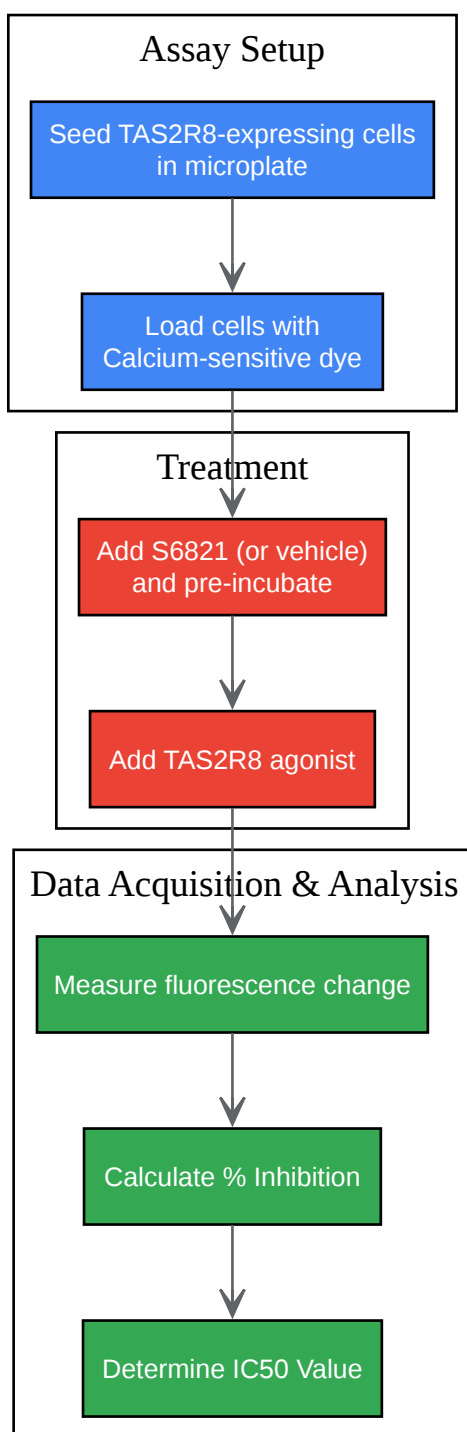 Assay Setup
Seed TAS2R8-expressing cells
in microplate
Load cells with
Calcium-sensitive dye
Treatment
Add S6821 (or vehicle)
and pre-incubate
Add TAS2R8 agonist
Data Acquisition & Analysis
Measure fluorescence change
Calculate % Inhibition
Determine IC50 Value